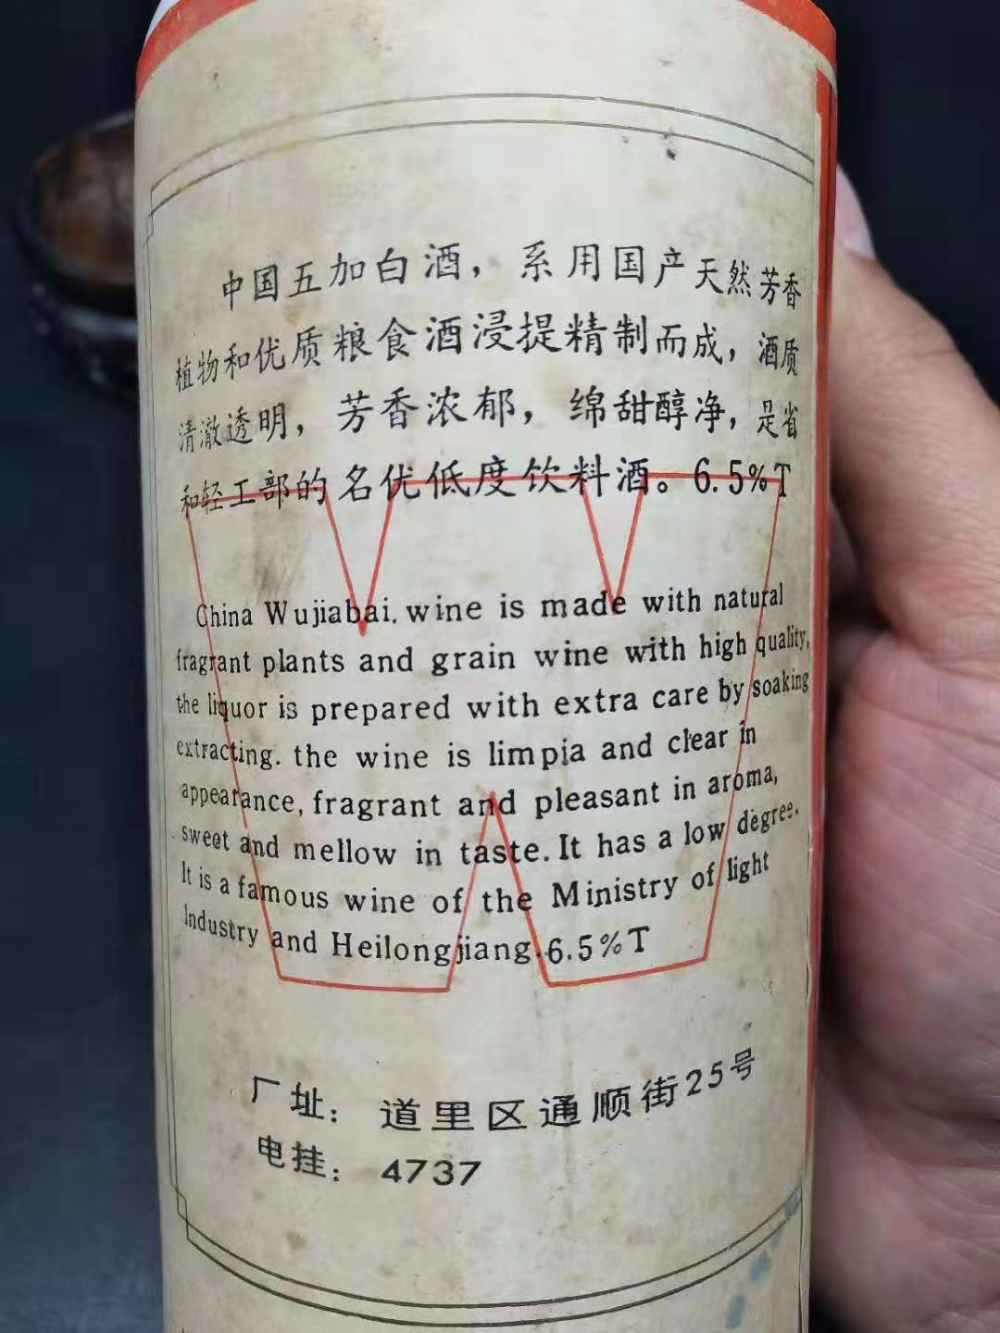 中国五加白酒，系用国产天然芳香
植物和优质粮食酒浸提精制而成，酒质
清澈透明，芳香浓郁，绵甜醇净，是省
和轻工部的名优低度饮料酒。6.5%T
China Wujiabai. wine is made with natural
fragrant plants and grain wine with high quality,
the liquor is prepared with extra care by soaking
extracting. the wine is limpia and clear in
appearance, fragrant and pleasant in aroma,
sweet and mellow in taste. It has a low degree.
It is a famous wine of the Ministry of light
Industry and Heilongjiang. 6.5%T
厂址：道里区通顺街25号
电挂：4737